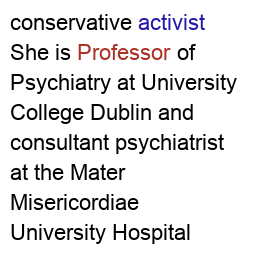 conservative activist
She is Professor of
Psychiatry at University
College Dublin and
consultant psychiatrist
at the Mater
Misericordiae
University Hospital